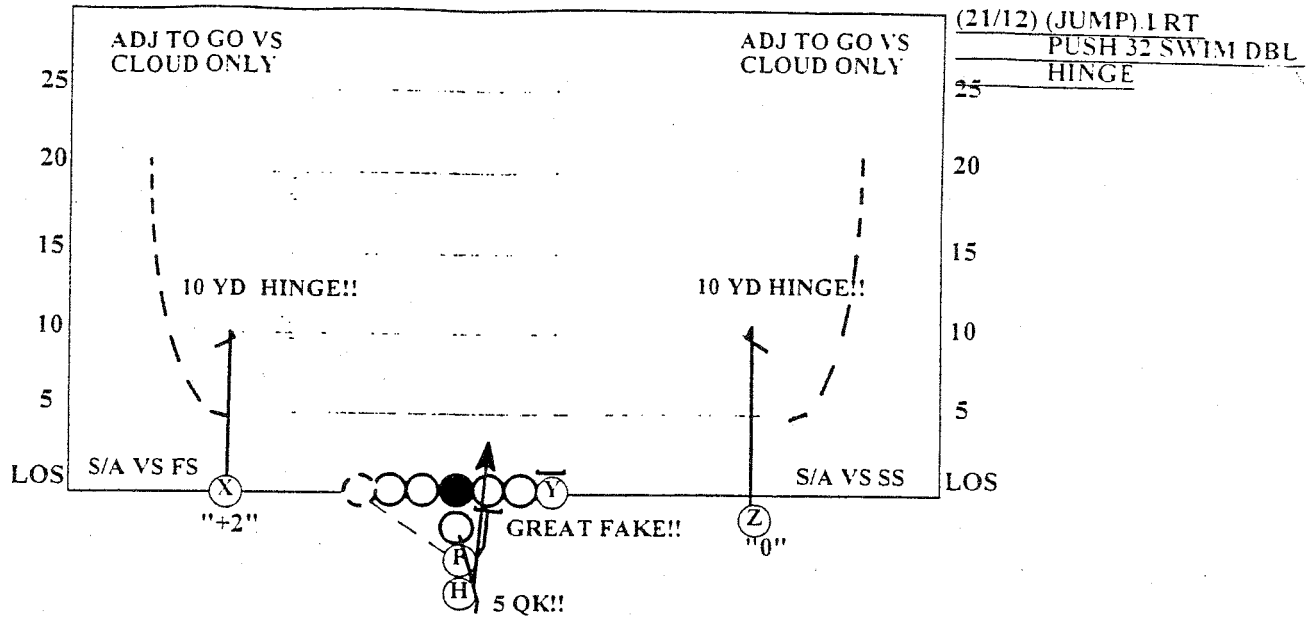 (21/12) (JUMP) I RT
PUSH 32 SWIM DBL
HINGE
ADJ TO GO VS
CLOUD ONLY
ADJ TO GO VS
CLOUD ONLY
25
25
20
20
15
15
10 YD HINGE!!
10 YD HINGE!!
10
10
5
5
LOS
S/A VS FS
S/A VS SS
LOS
X
Y
"+2"
Z
"0"
GREAT FAKE!!
F
H
5 QK!!